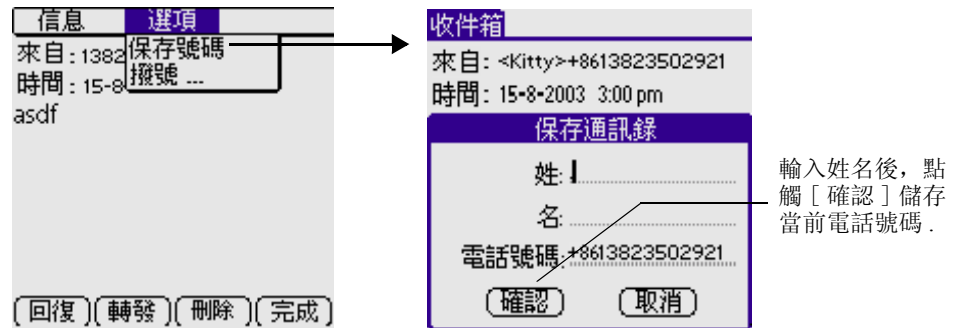 信息 選項
保存號碼
撥號 ...
來自: 1382
時間: 15-8
asdf
回復 轉發 刪除 完成
收件箱
來自: <Kitty>+8613823502921
時間: 15-8-2003 3:00 pm
保存通訊錄
姓:
名:
電話號碼: +8613823502921
確認 取消
輸入姓名後，點
觸［確認］儲存
當前電話號碼 .